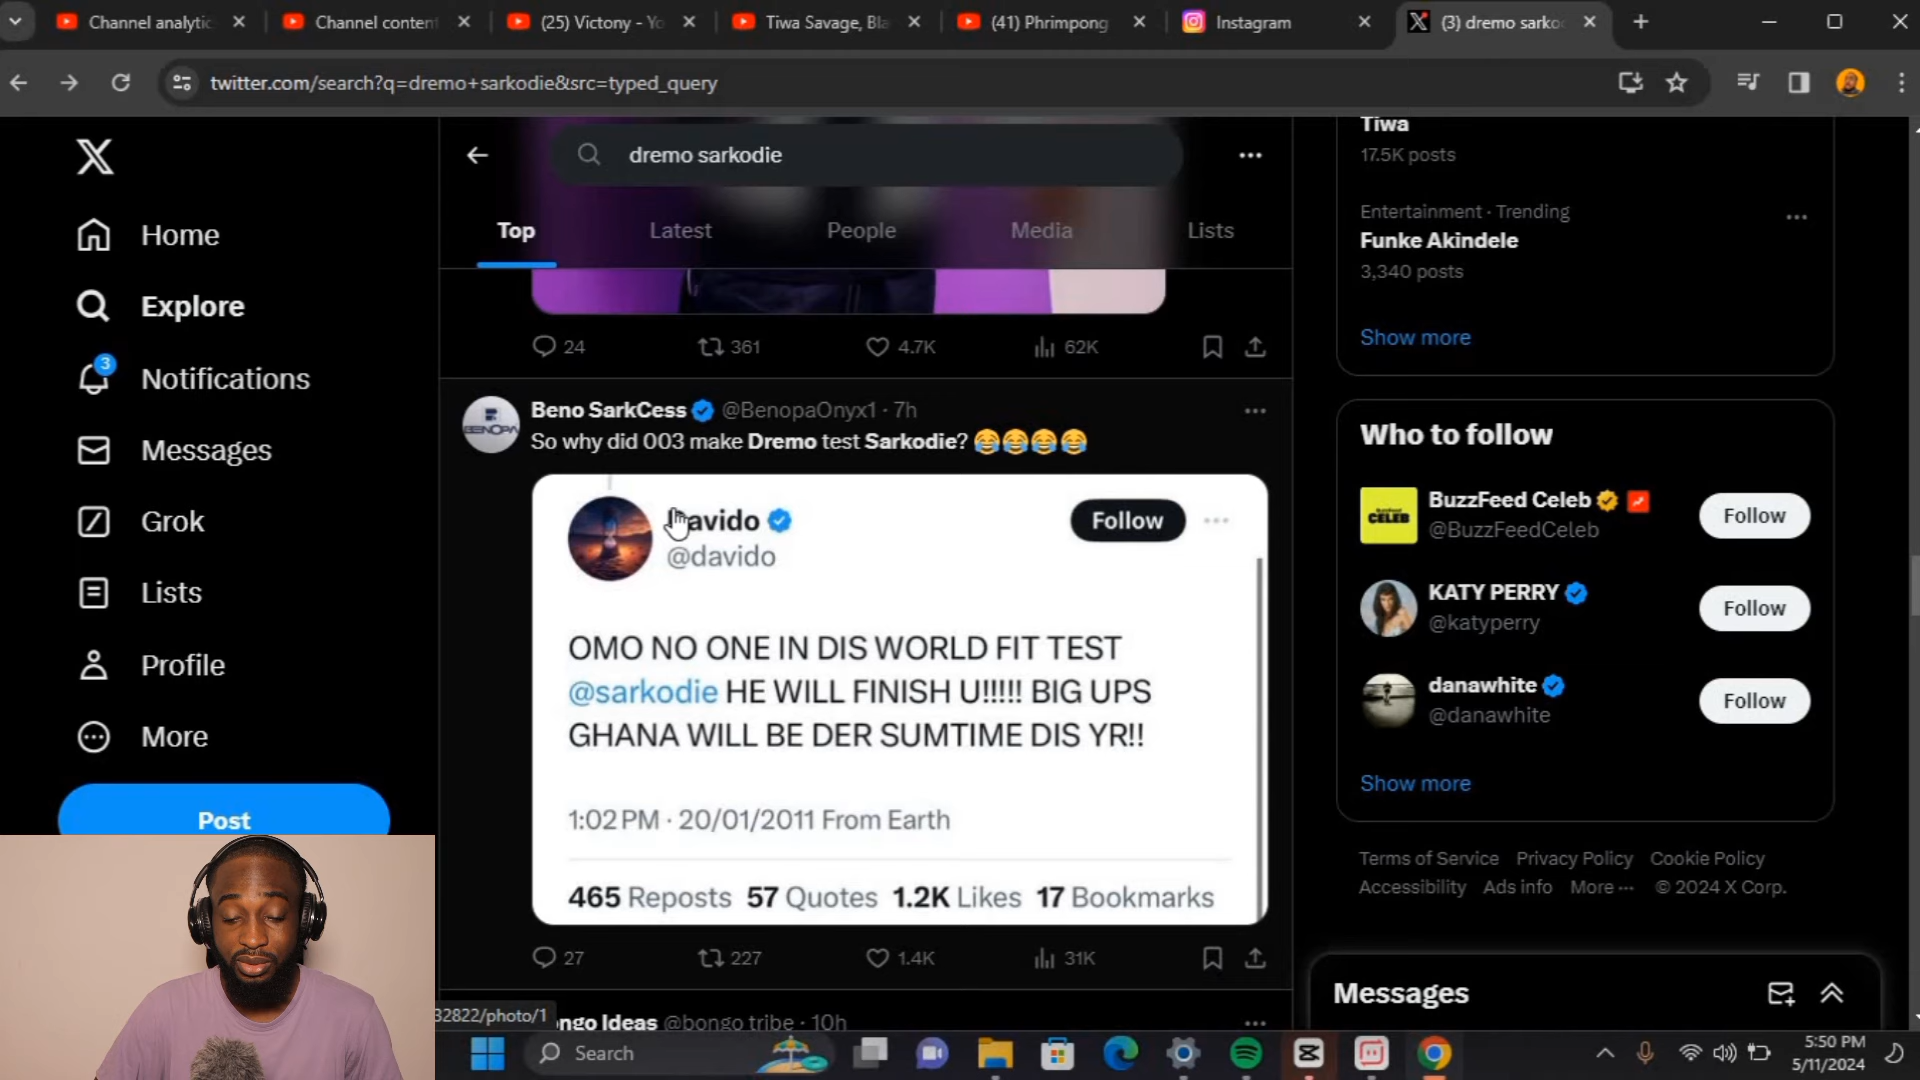 Channel analytic
Channel content
(25) Victony - Yo
Tiwa Savage, Bla
(41) Phrimpong
Instagram
(3) dremo sarko
twitter.com/search?q=dremo+sarkodie&src=typed_query
Home
Explore
3
Notifications
Messages
Grok
Lists
Profile
More
Post
dremo sarkodie
Top
Latest
People
Media
Lists
24
361
4.7K
62K
BENOPA
Beno SarkCess @BenopaOnyx1 · 7h
So why did 003 make Dremo test Sarkodie? 😂😂😂😂
Davido
@davido
Follow
OMO NO ONE IN DIS WORLD FIT TEST
@sarkodie HE WILL FINISH U!!!!! BIG UPS
GHANA WILL BE DER SUMTIME DIS YR!!
1:02 PM · 20/01/2011 From Earth
465 Reposts 57 Quotes 1.2K Likes 17 Bookmarks
27
227
1.4K
31K
32822/photo/1
ongo Ideas @bongo tribe · 10h
Tiwa
17.5K posts
Entertainment · Trending
Funke Akindele
3,340 posts
Show more
Who to follow
CELEB
BuzzFeed Celeb
@BuzzFeedCeleb
Follow
KATY PERRY
@katyperry
Follow
danawhite
@danawhite
Follow
Show more
Terms of Service Privacy Policy Cookie Policy
Accessibility Ads info More ··· © 2024 X Corp.
Messages
Search
5:50 PM
5/11/2024